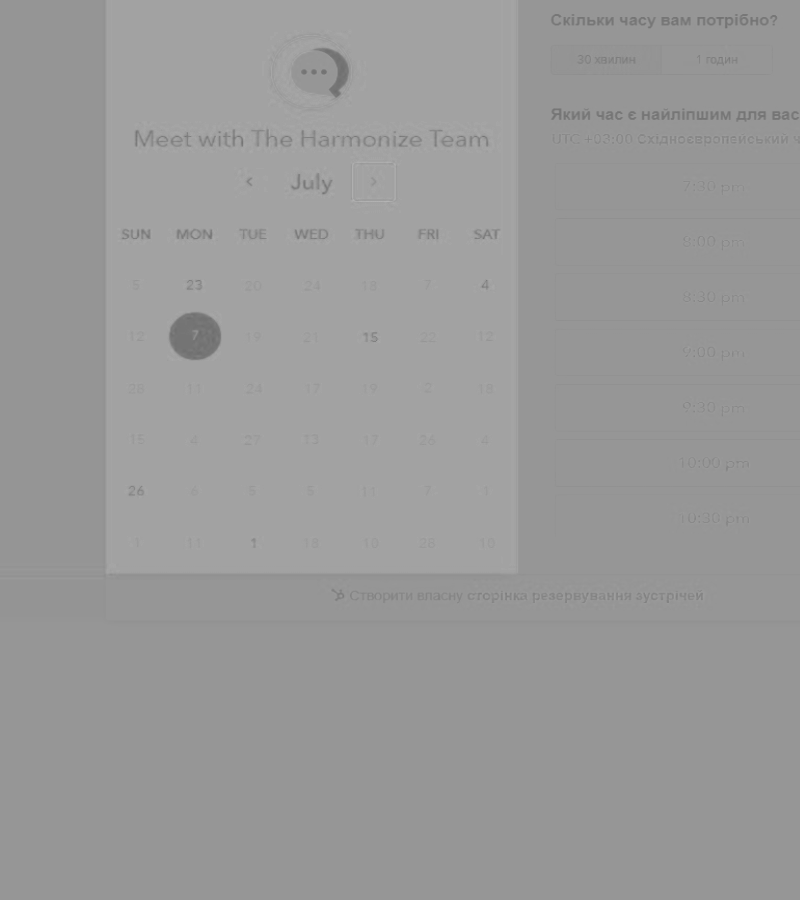 Meet with The Harmonize Team
July
SUN MON TUE WED THU FRI SAT
5 23 20 24 18 7 4
12 7 19 21 15 22 12
28 11 24 17 19 2 18
15 4 27 13 17 26 4
26 6 5 5 11 7 1
1 11 1 18 10 28 10
Скільки часу вам потрібно?
30 хвилин 1 годин
Який час є найліпшим для вас
UTC +03:00 Східноєвропейський ч
7:30 pm
8:00 pm
8:30 pm
9:00 pm
9:30 pm
10:00 pm
10:30 pm
Створити власну сторінка резервування зустрічей